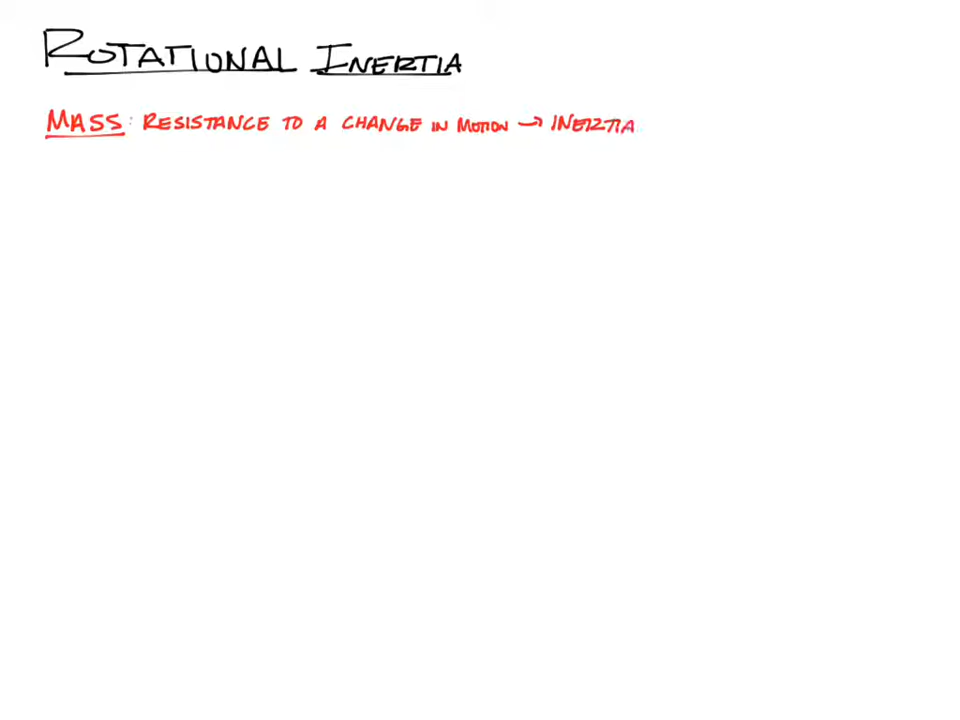 ROTATIONAL INERTIA
MASS: RESISTANCE TO A CHANGE IN MOTION → INERTIA